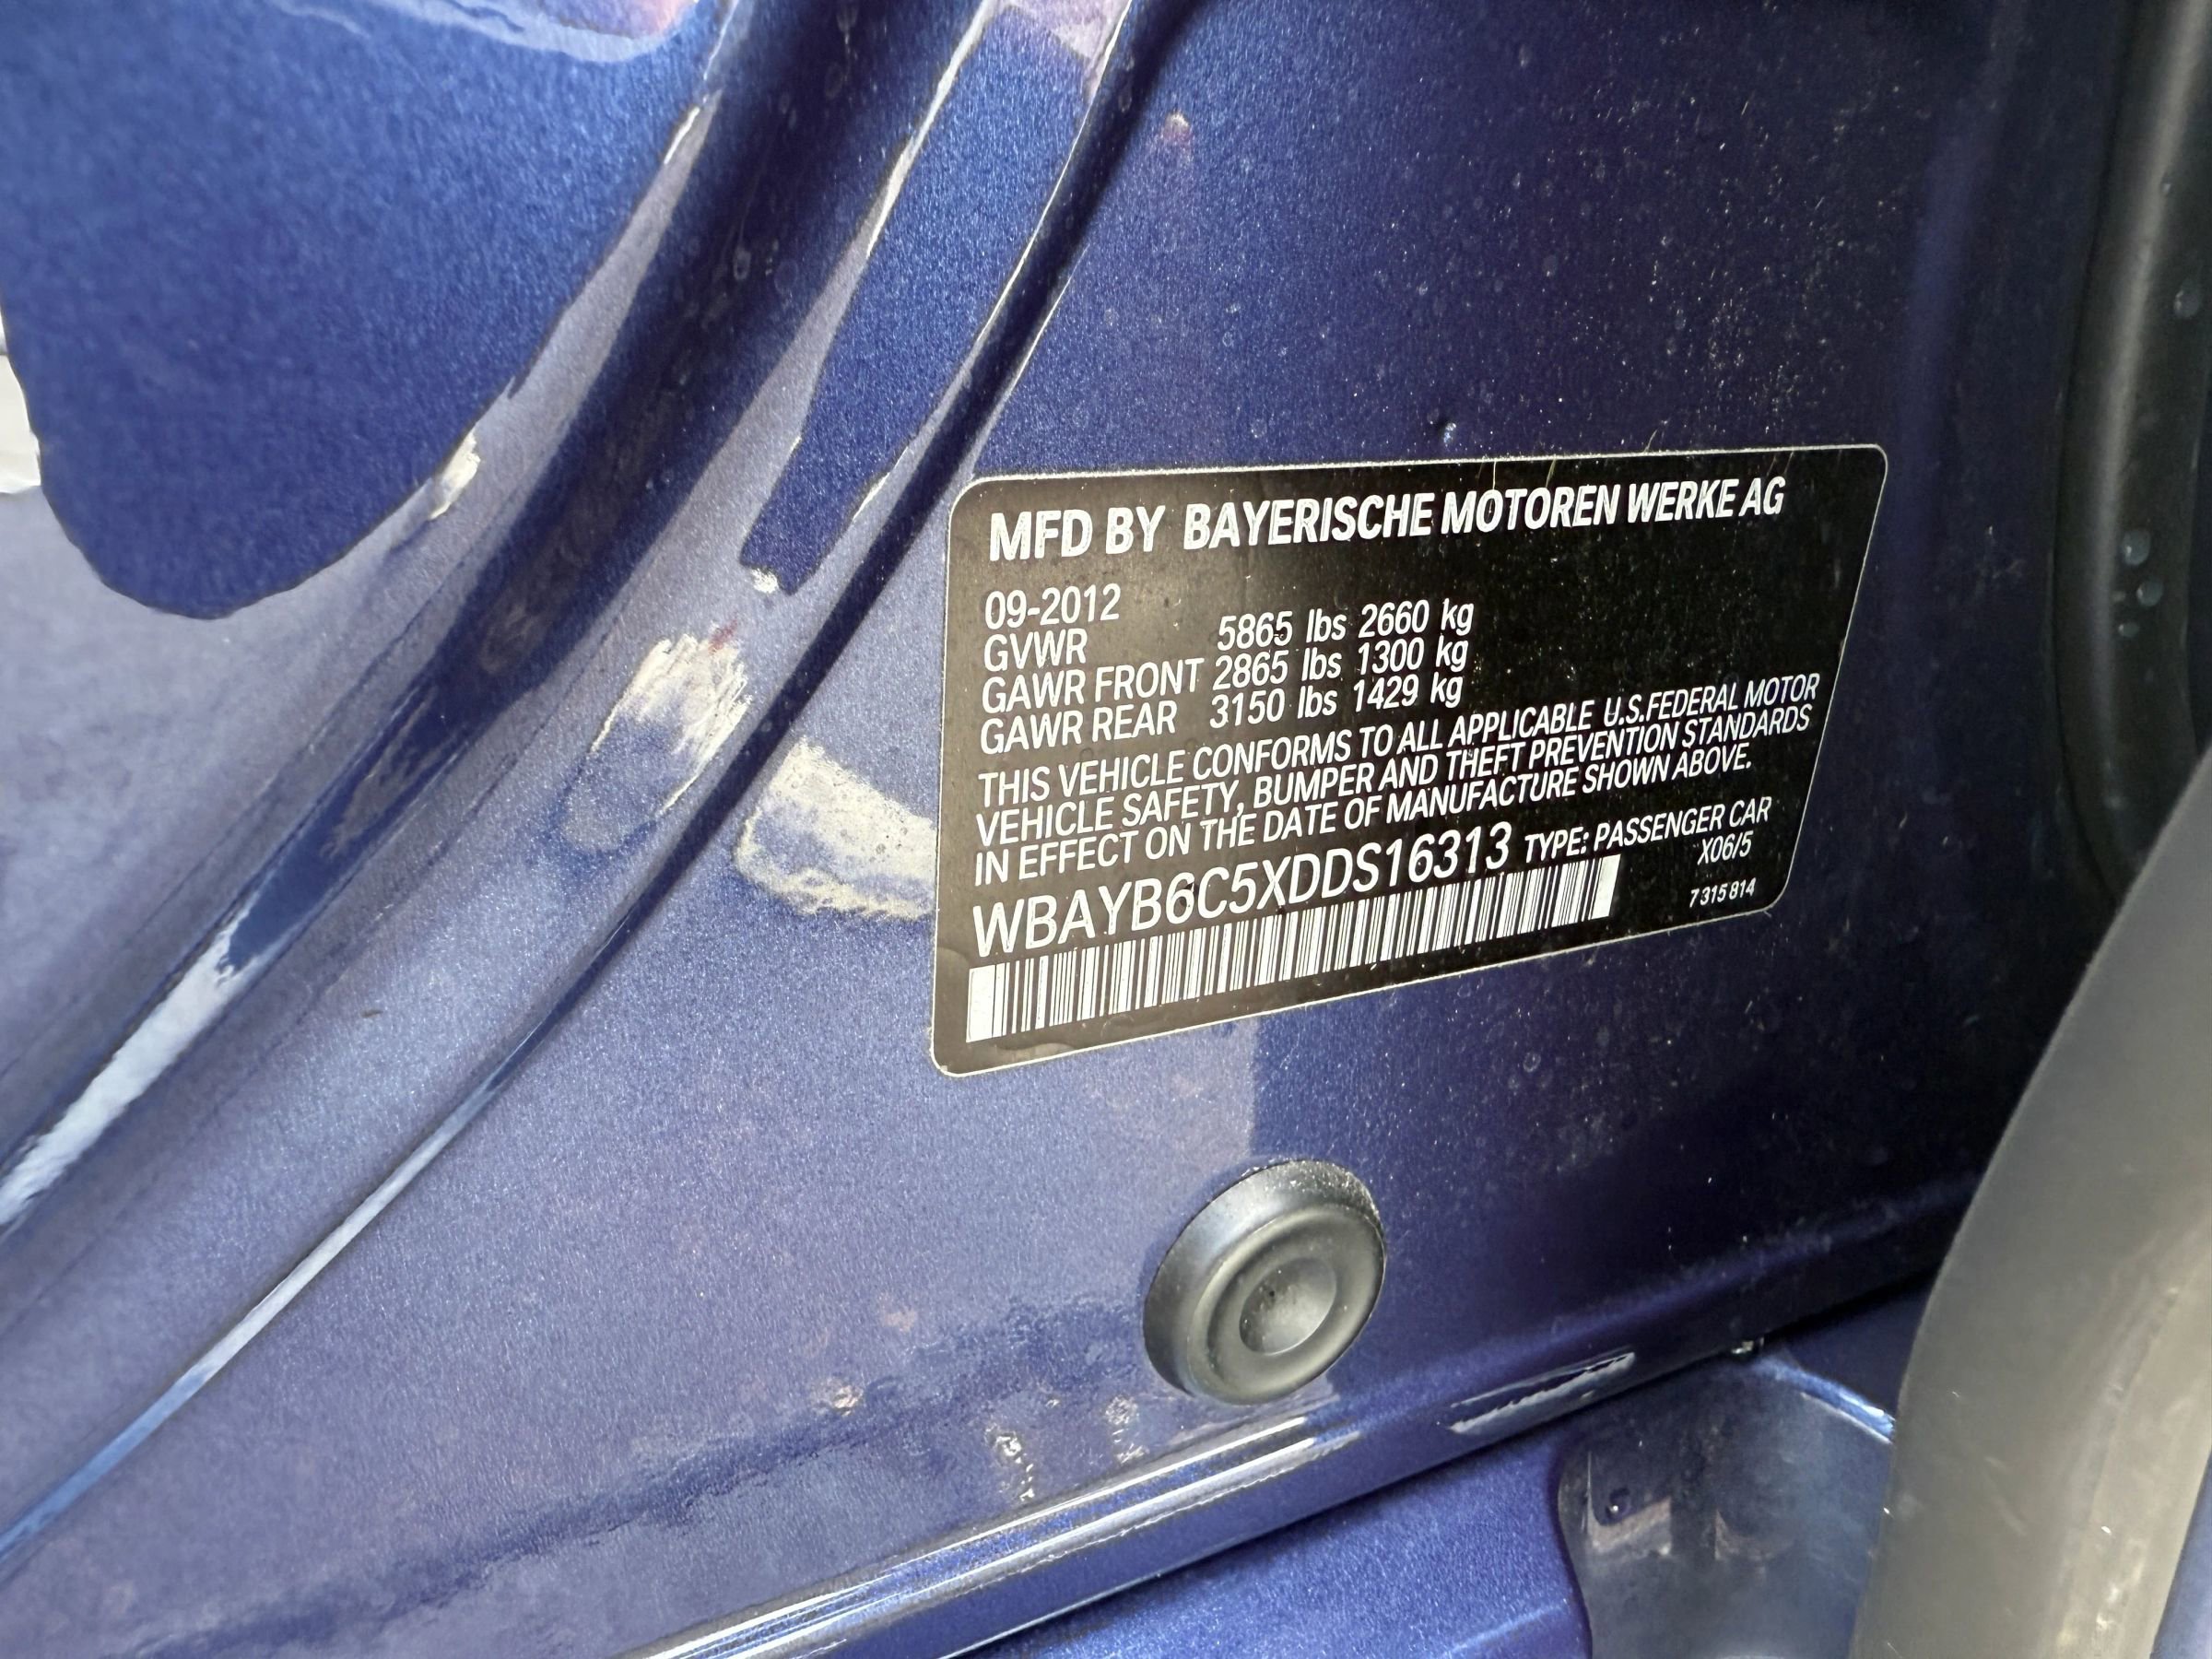 MFD BY BAYERISCHE MOTOREN WERKE AG
09-2012
GVWR 5865 lbs 2660 kg
GAWR FRONT 2865 lbs 1300 kg
GAWR REAR 3150 lbs 1429 kg
THIS VEHICLE CONFORMS TO ALL APPLICABLE U.S.FEDERAL MOTOR
VEHICLE SAFETY, BUMPER AND THEFT PREVENTION STANDARDS
IN EFFECT ON THE DATE OF MANUFACTURE SHOWN ABOVE.
WBAYB6C5XDDS16313 TYPE: PASSENGER CAR
X06/5
7 315 814